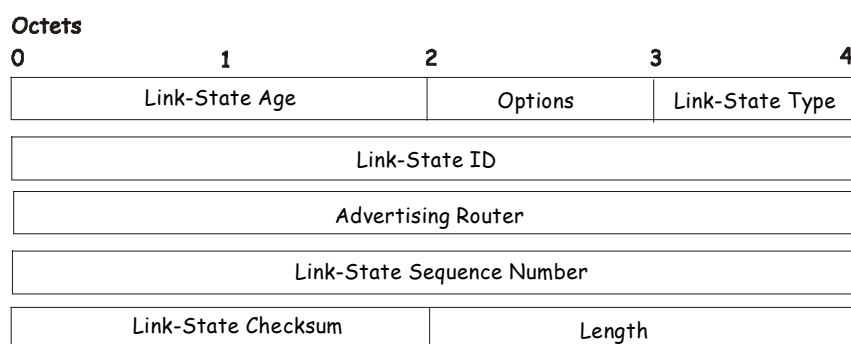 Octets
0 1 2 3 4
Link-State Age Options Link-State Type
Link-State ID
Advertising Router
Link-State Sequence Number
Link-State Checksum Length